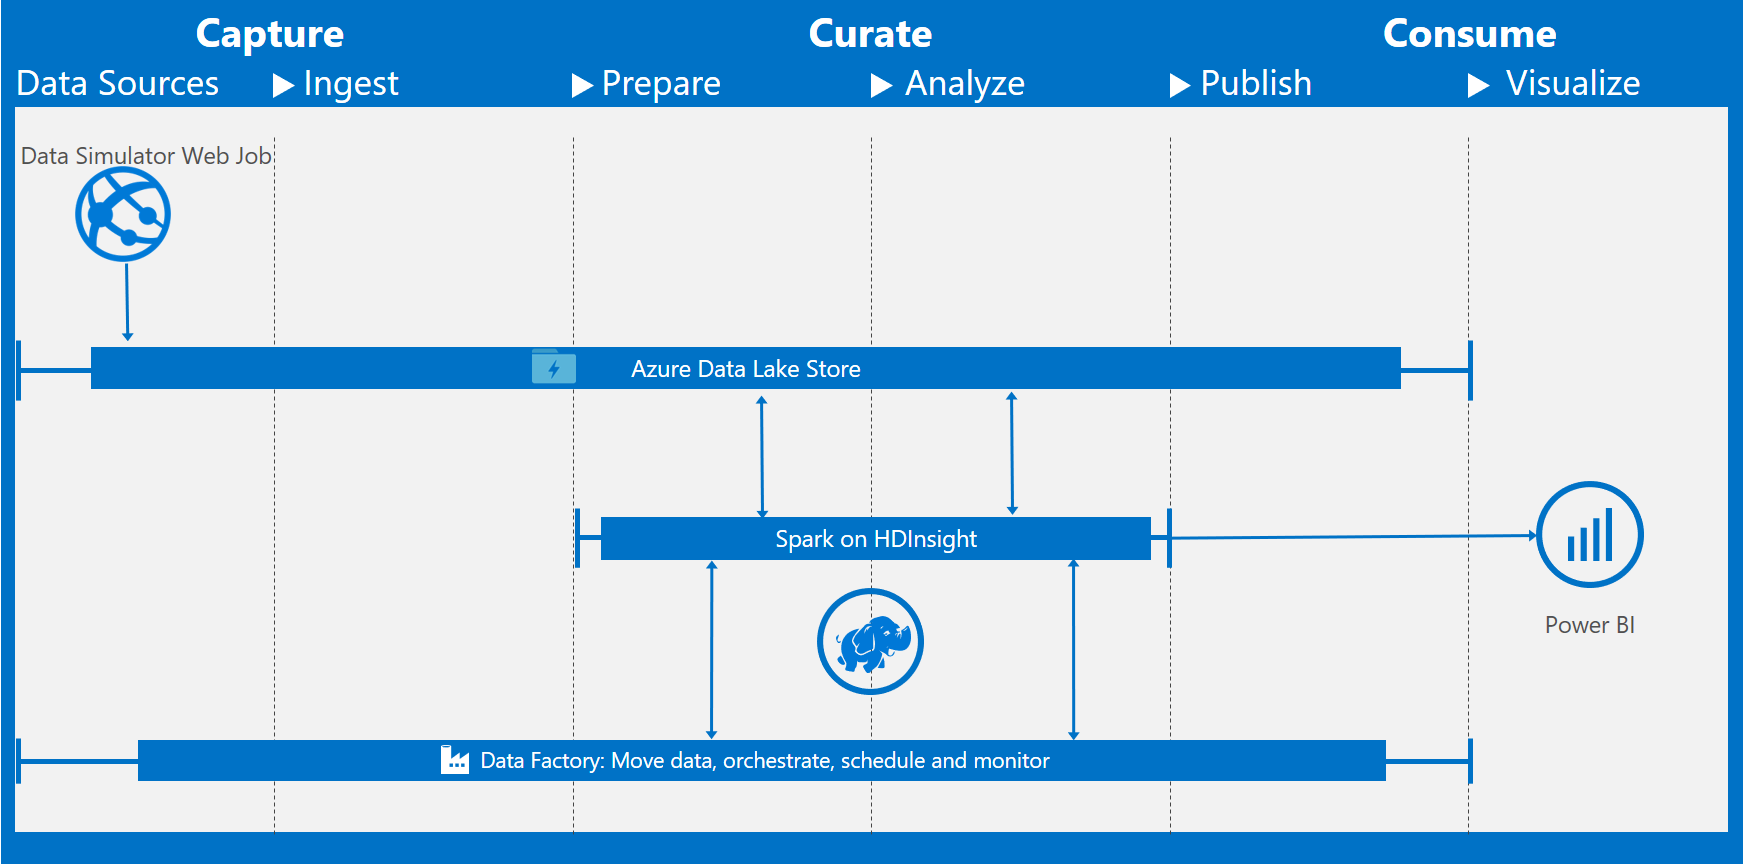 Capture Curate Consume
Data Sources Ingest Prepare Analyze Publish Visualize
Data Simulator Web Job
Azure Data Lake Store
Spark on HDInsight
Power BI
Data Factory: Move data, orchestrate, schedule and monitor